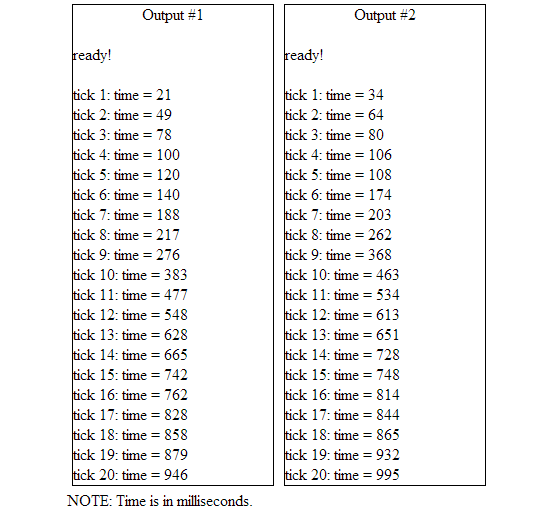 Output #1
ready!
tick 1: time = 21
tick 2: time = 49
tick 3: time = 78
tick 4: time = 100
tick 5: time = 120
tick 6: time = 140
tick 7: time = 188
tick 8: time = 217
tick 9: time = 276
tick 10: time = 383
tick 11: time = 477
tick 12: time = 548
tick 13: time = 628
tick 14: time = 665
tick 15: time = 742
tick 16: time = 762
tick 17: time = 828
tick 18: time = 858
tick 19: time = 879
tick 20: time = 946
Output #2
ready!
tick 1: time = 34
tick 2: time = 64
tick 3: time = 80
tick 4: time = 106
tick 5: time = 108
tick 6: time = 174
tick 7: time = 203
tick 8: time = 262
tick 9: time = 368
tick 10: time = 463
tick 11: time = 534
tick 12: time = 613
tick 13: time = 651
tick 14: time = 728
tick 15: time = 748
tick 16: time = 814
tick 17: time = 844
tick 18: time = 865
tick 19: time = 932
tick 20: time = 995
NOTE: Time is in milliseconds.